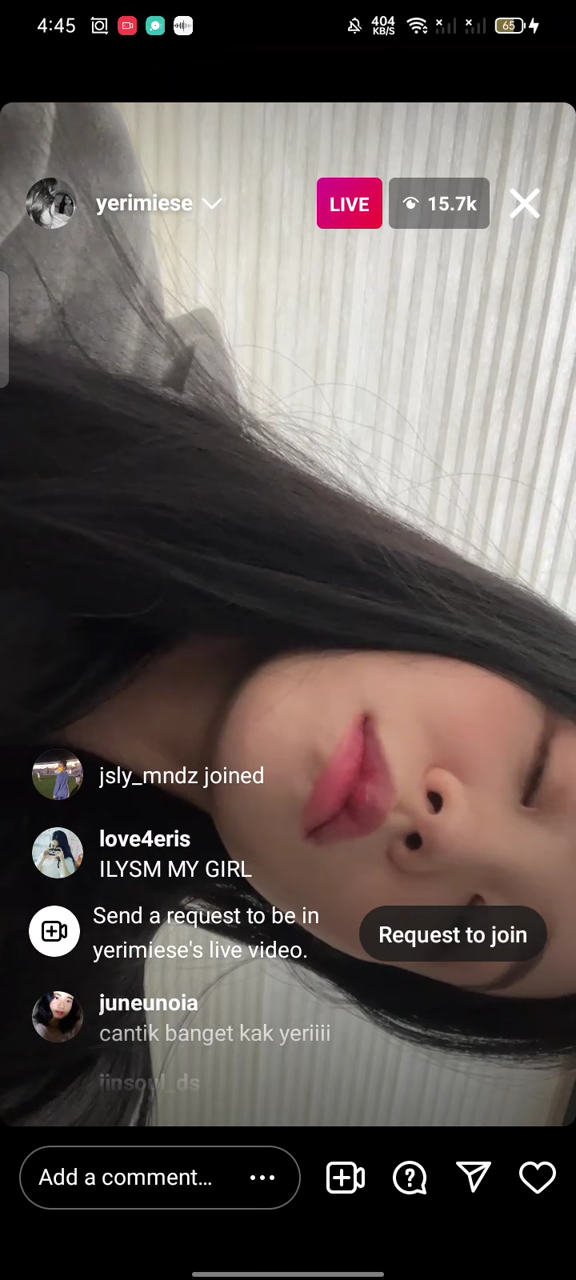 4:45
404
KB/S
65
yerimiese
LIVE
15.7k
jsly_mndz joined
love4eris
ILYSM MY GIRL
Send a request to be in
yerimiese's live video.
Request to join
juneunoia
cantik banget kak yeriiii
jinsoul_ds
Add a comment...